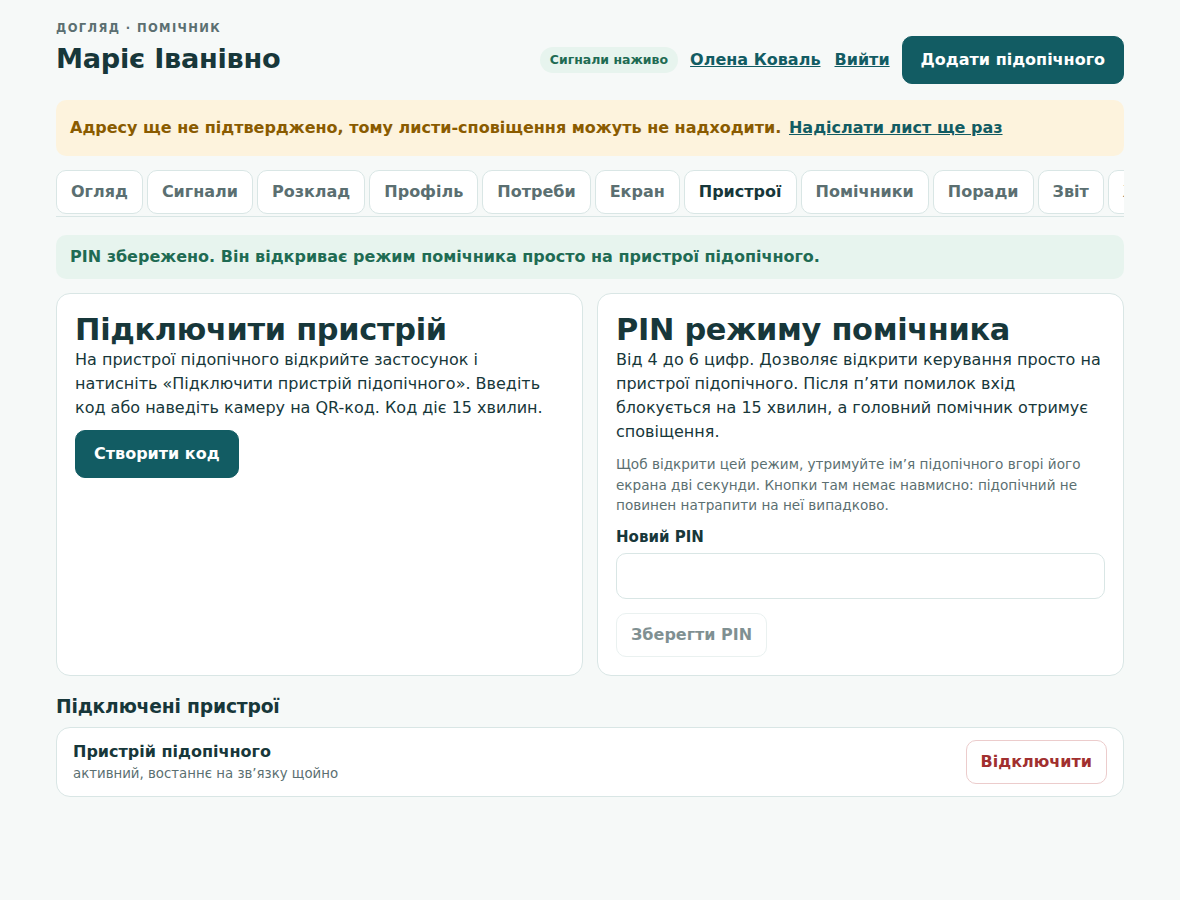 ДОГЛЯД · ПОМІЧНИК
Маріє Іванівно
Сигнали наживо
Олена Коваль
Вийти
Додати підопічного
Адресу ще не підтверджено, тому листи-сповіщення можуть не надходити. Надіслати лист ще раз
Огляд
Сигнали
Розклад
Профіль
Потреби
Екран
Пристрої
Помічники
Поради
Звіт
PIN збережено. Він відкриває режим помічника просто на пристрої підопічного.
Підключити пристрій
На пристрої підопічного відкрийте застосунок і
натисніть «Підключити пристрій підопічного». Введіть
код або наведіть камеру на QR-код. Код діє 15 хвилин.
Створити код
PIN режиму помічника
Від 4 до 6 цифр. Дозволяє відкрити керування просто на
пристрої підопічного. Після п’яти помилок вхід
блокується на 15 хвилин, а головний помічник отримує
сповіщення.
Щоб відкрити цей режим, утримуйте ім’я підопічного вгорі його
екрана дві секунди. Кнопки там немає навмисно: підопічний не
повинен натрапити на неї випадково.
Новий PIN
Зберегти PIN
Підключені пристрої
Пристрій підопічного
активний, востаннє на зв’язку щойно
Відключити